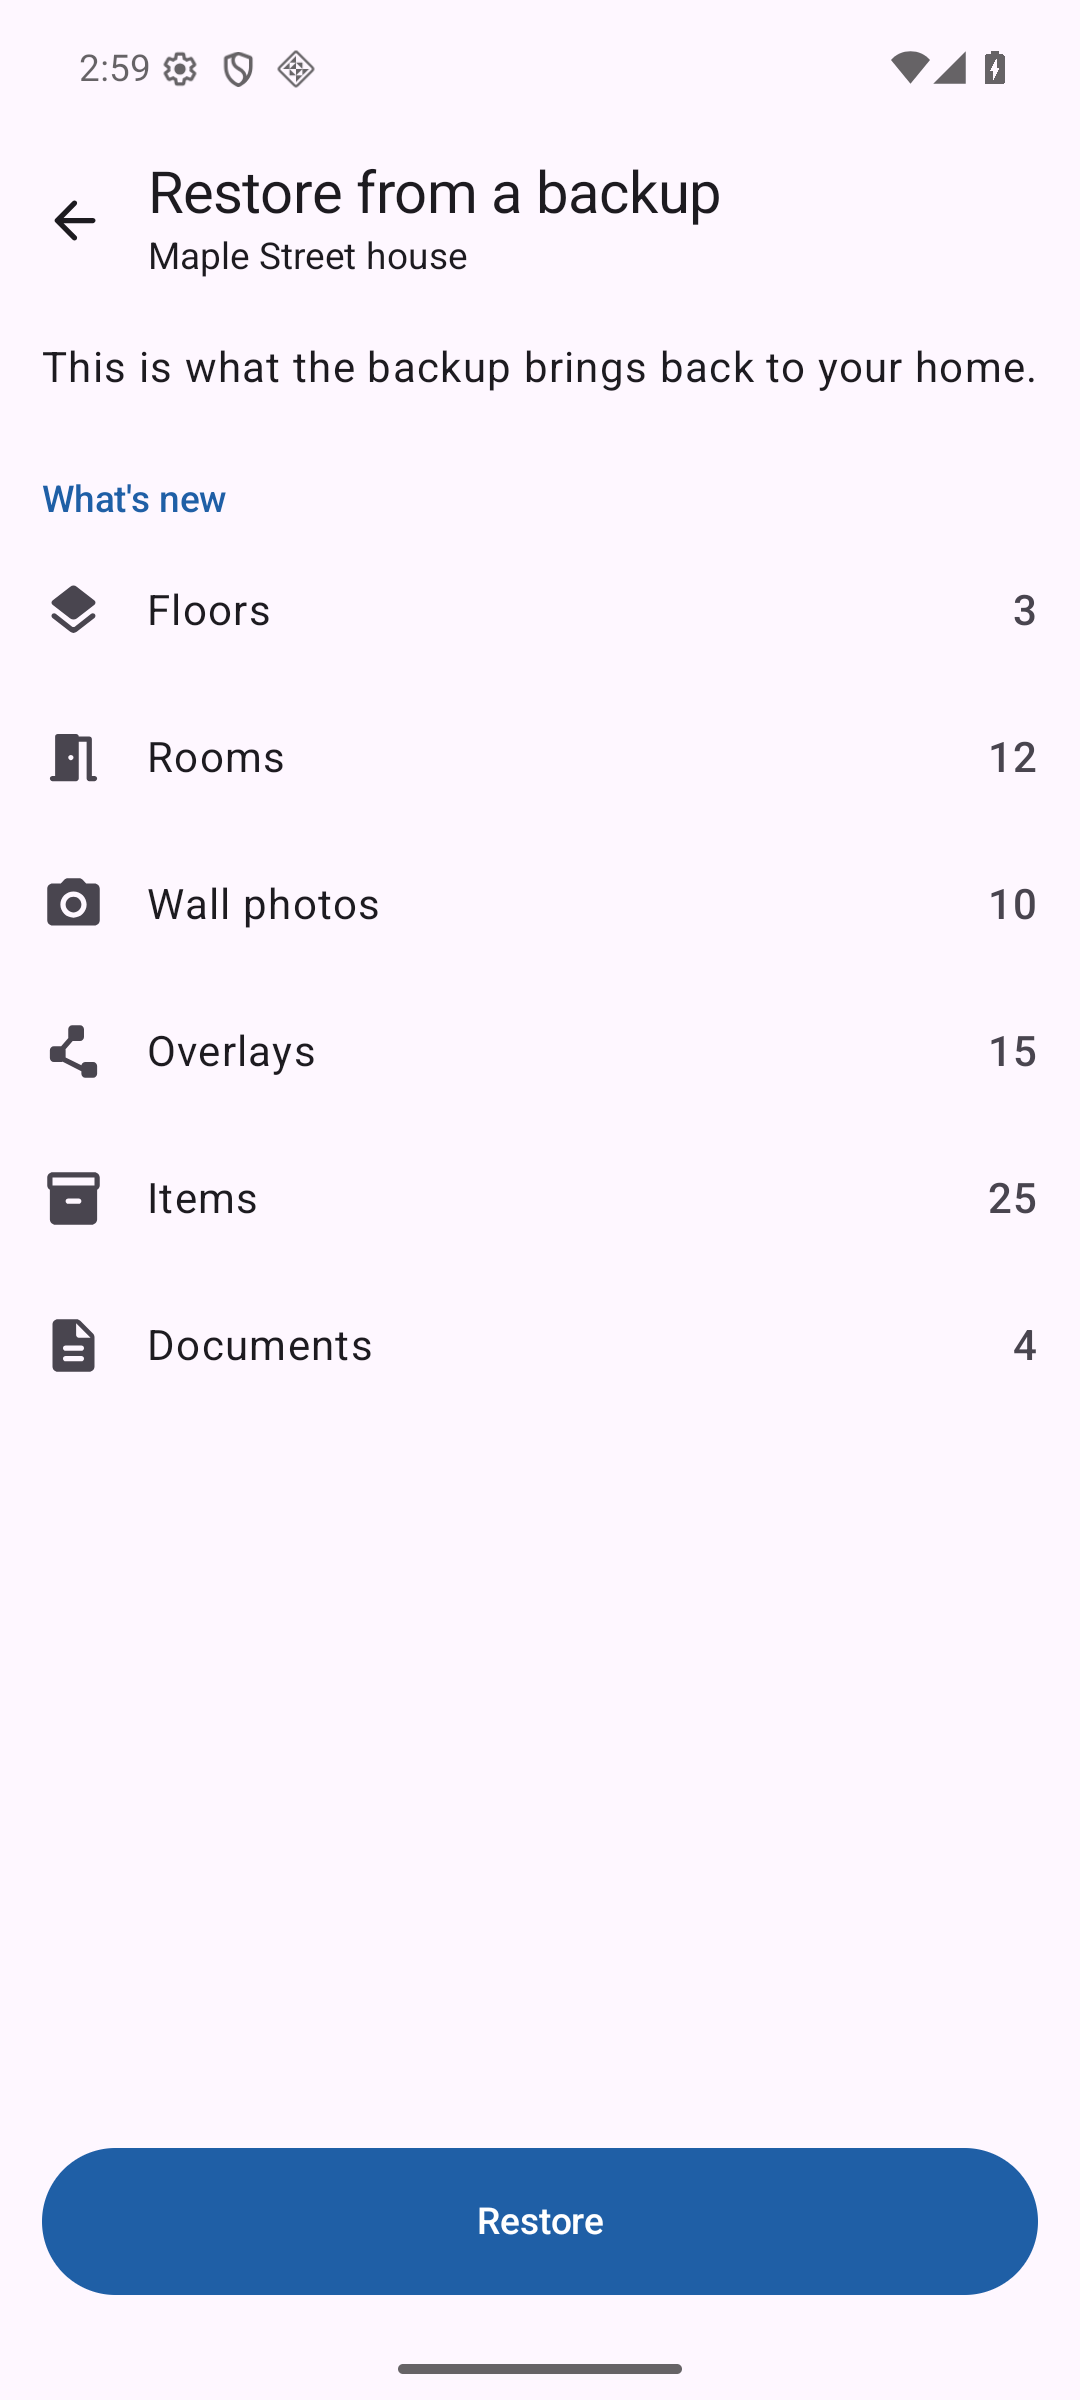 2:59
Restore from a backup
Maple Street house
This is what the backup brings back to your home.
What's new
Floors 3
Rooms 12
Wall photos 10
Overlays 15
Items 25
Documents 4
Restore